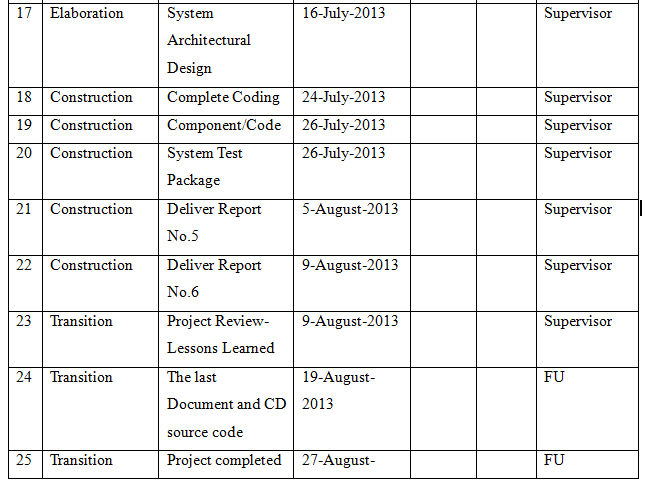 17 Elaboration System 16-July-2013 Supervisor
Architectural
Design
18 Construction Complete Coding 24-July-2013 Supervisor
19 Construction Component/Code 26-July-2013 Supervisor
20 Construction System Test 26-July-2013 Supervisor
Package
21 Construction Deliver Report 5-August-2013 Supervisor
No.5
22 Construction Deliver Report 9-August-2013 Supervisor
No.6
23 Transition Project Review- 9-August-2013 Supervisor
Lessons Learned
24 Transition The last 19-August- FU
Document and CD 2013
source code
25 Transition Project completed 27-August- FU